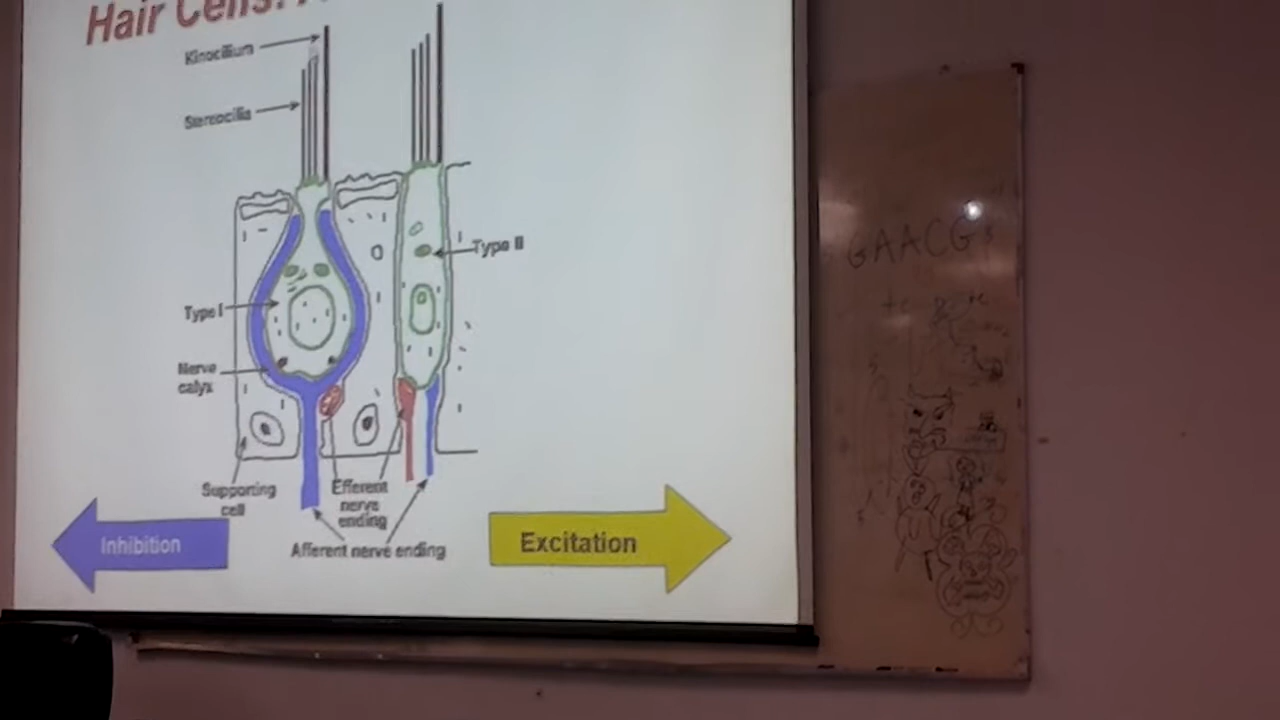 Hair Cells:
Kinocilium
Stereocilia
Type II
Type I
Nerve
calyx
Supporting
cell
Efferent
nerve
ending
Afferent nerve ending
Inhibition
Excitation
GAACG